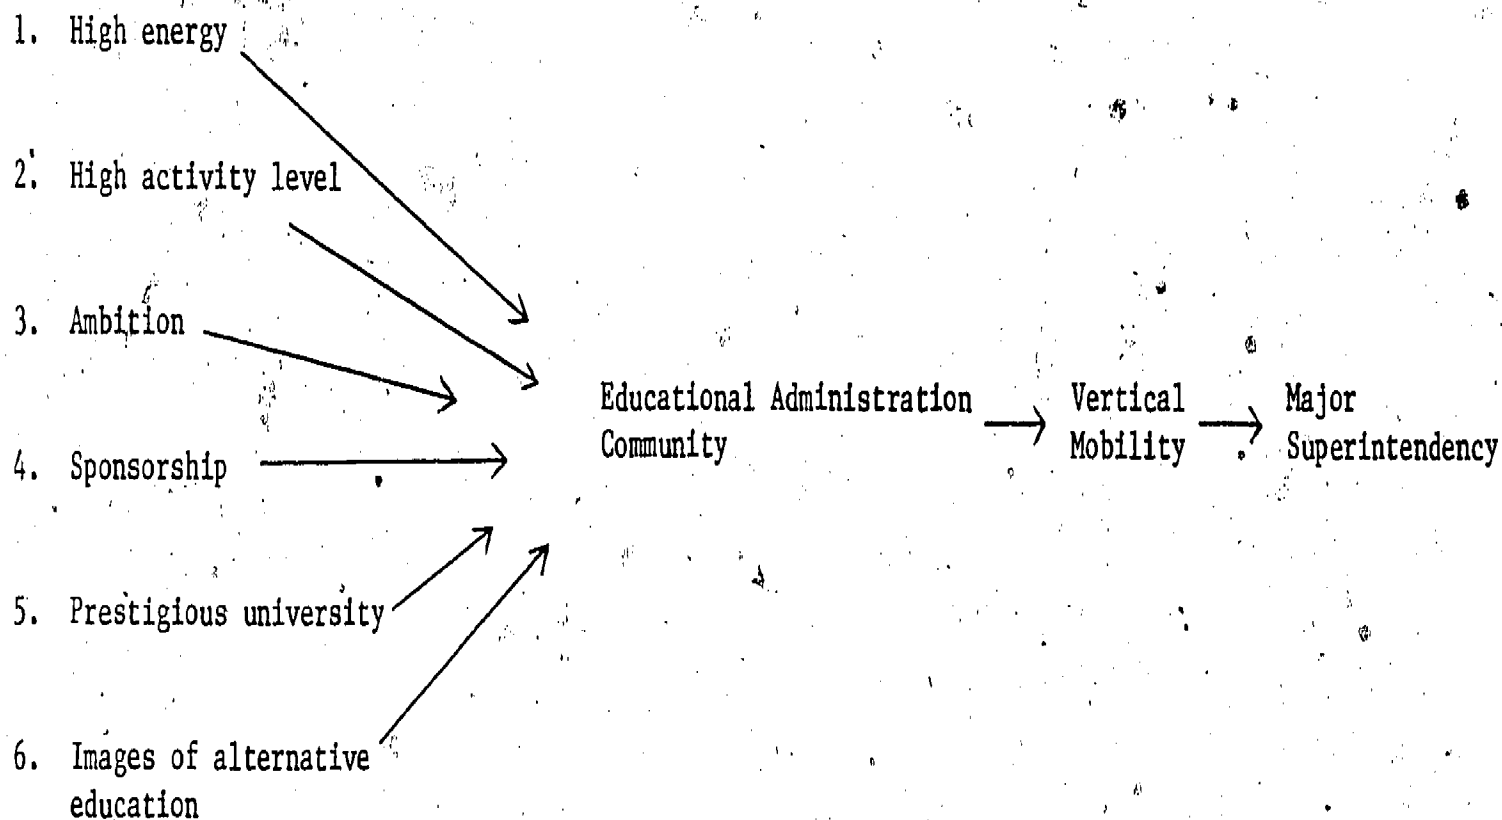 1. High energy
2. High activity level
3. Ambition
Educational Administration
Community
Vertical
Mobility
Major
Superintendency
4. Sponsorship
5. Prestigious university
6. Images of alternative
education